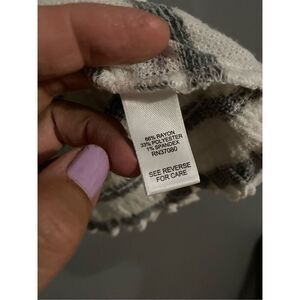 66% RAYON
33% POLYESTER
1% SPANDEX
RN37080
SEE REVERSE
FOR CARE